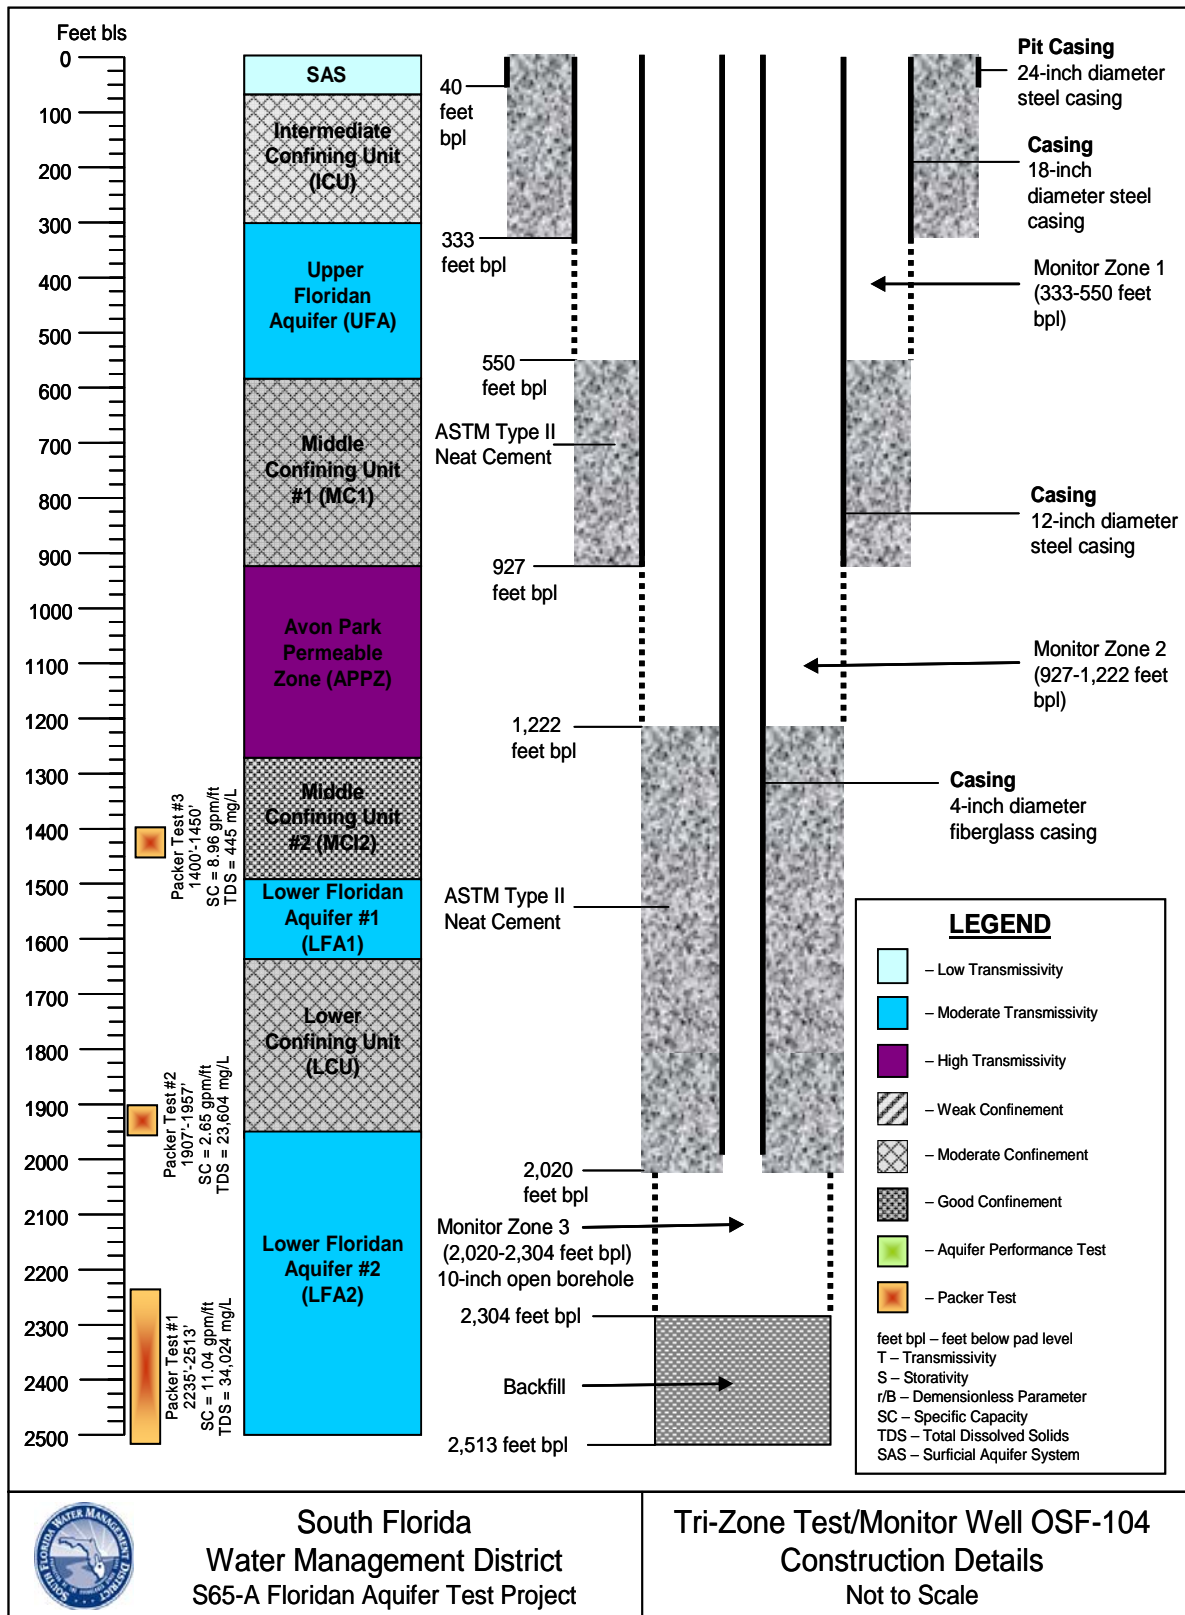 Feet bls
0
100
200
300
400
500
600
700
800
900
1000
1100
1200
1300
1400
1500
1600
1700
1800
1900
2000
2100
2200
2300
2400
2500
Packer Test #3
1400'-1450'
SC = 8.96 gpm/ft
TDS = 445 mg/L
Packer Test #2
1907'-1957'
SC = 2.65 gpm/ft
TDS = 23,604 mg/L
Packer Test #1
2235'-2513'
SC = 11.04 gpm/ft
TDS = 34,024 mg/L
SAS
Intermediate
Confining Unit
(ICU)
Upper
Floridan
Aquifer (UFA)
Middle
Confining Unit
#1 (MC1)
Avon Park
Permeable
Zone (APPZ)
Middle
Confining Unit
#2 (MCI2)
Lower Floridan
Aquifer #1
(LFA1)
Lower
Confining Unit
(LCU)
Lower Floridan
Aquifer #2
(LFA2)
40
feet
bpl
333
feet bpl
550
feet bpl
ASTM Type II
Neat Cement
927
feet bpl
1,222
feet bpl
ASTM Type II
Neat Cement
2,020
feet bpl
Monitor Zone 3
(2,020-2,304 feet bpl)
10-inch open borehole
2,304 feet bpl
Backfill
2,513 feet bpl
Pit Casing
24-inch diameter
steel casing
Casing
18-inch
diameter steel
casing
Monitor Zone 1
(333-550 feet
bpl)
Casing
12-inch diameter
steel casing
Monitor Zone 2
(927-1,222 feet
bpl)
Casing
4-inch diameter
fiberglass casing
LEGEND
– Low Transmissivity
– Moderate Transmissivity
– High Transmissivity
– Weak Confinement
– Moderate Confinement
– Good Confinement
– Aquifer Performance Test
– Packer Test
feet bpl – feet below pad level
T – Transmissivity
S – Storativity
r/B – Demensionless Parameter
SC – Specific Capacity
TDS – Total Dissolved Solids
SAS – Surficial Aquifer System
SOUTH FLORIDA WATER MANAGEMENT DISTRICT
South Florida
Water Management District
S65-A Floridan Aquifer Test Project
Tri-Zone Test/Monitor Well OSF-104
Construction Details
Not to Scale